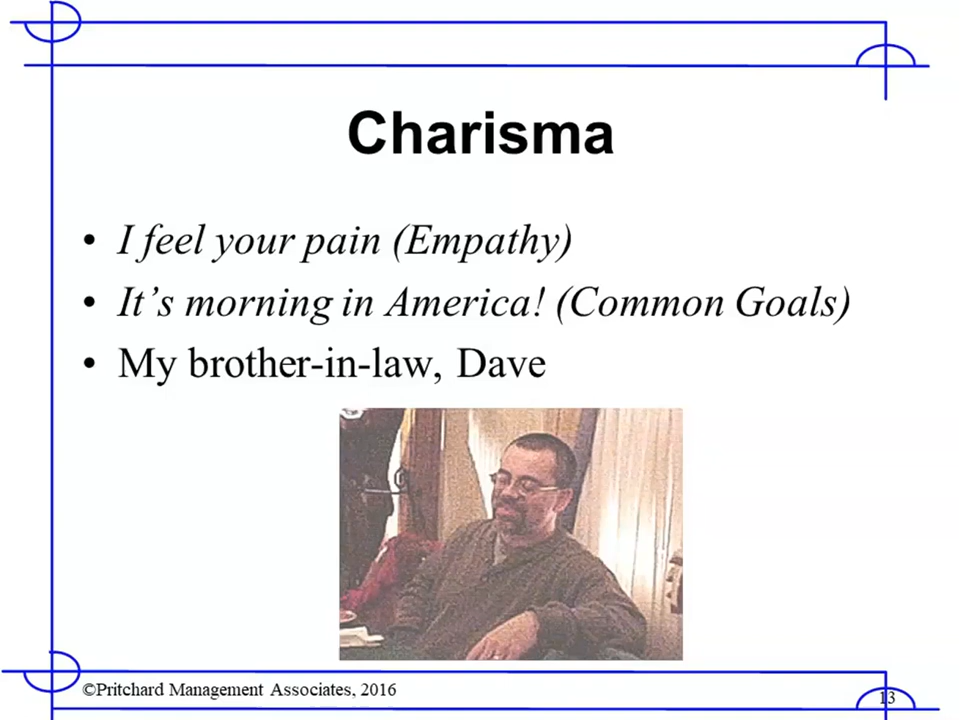 Charisma
• I feel your pain (Empathy)
• It’s morning in America! (Common Goals)
• My brother-in-law, Dave
©Pritchard Management Associates, 2016
13